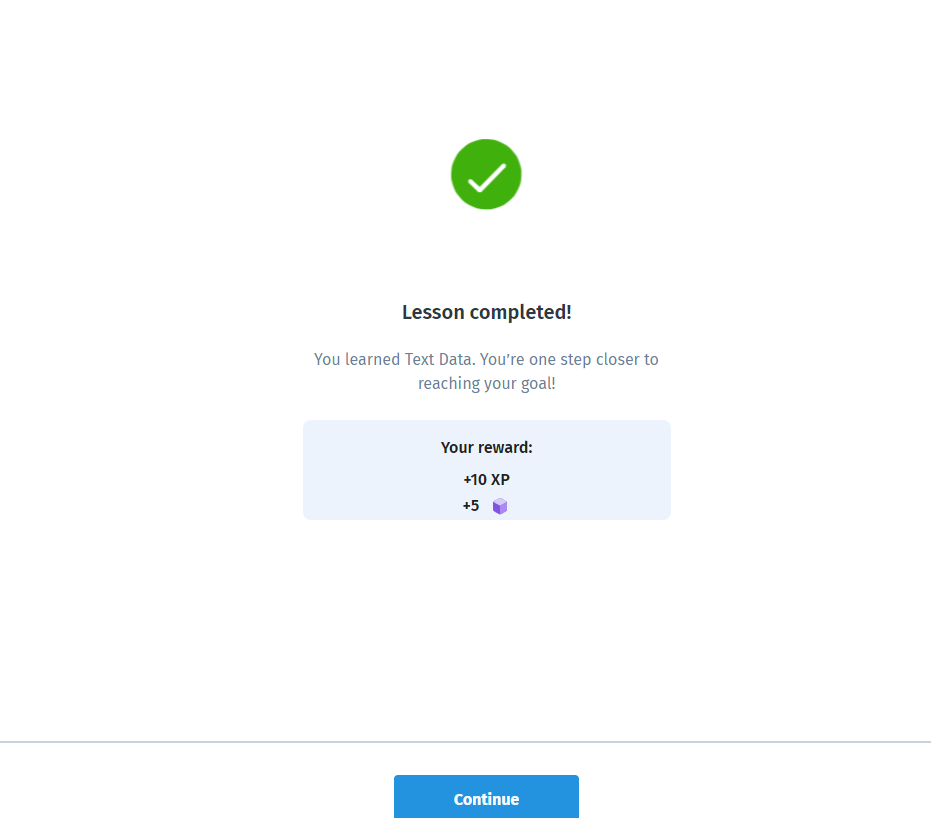 Lesson completed!
You learned Text Data. You’re one step closer to
reaching your goal!
Your reward:
+10 XP
+5
Continue